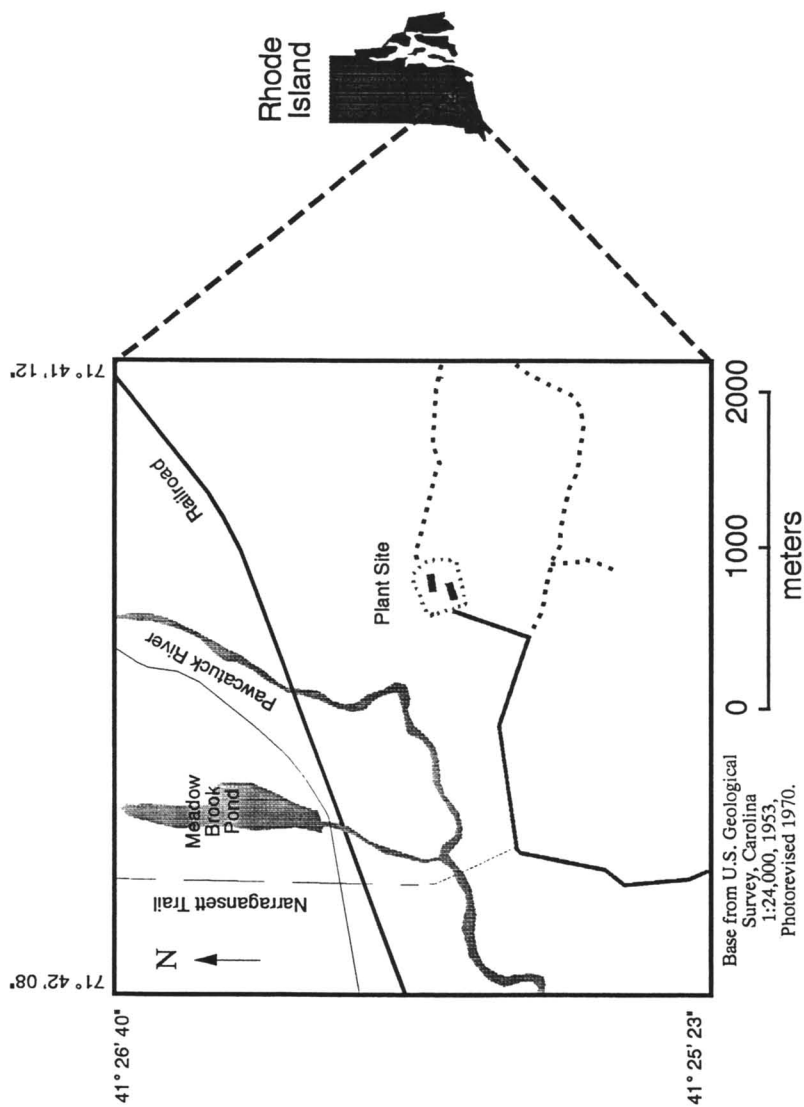 Rhode
Island
71° 42' 08"
71° 41' 12"
41° 26' 40"
41° 25' 23"
N
Narragansett Trail
Meadow
Brook
Pond
Pawcatuck River
Railroad
Plant Site
Base from U.S. Geological
Survey, Carolina
1:24,000, 1953,
Photorevised 1970.
0 1000 2000
meters